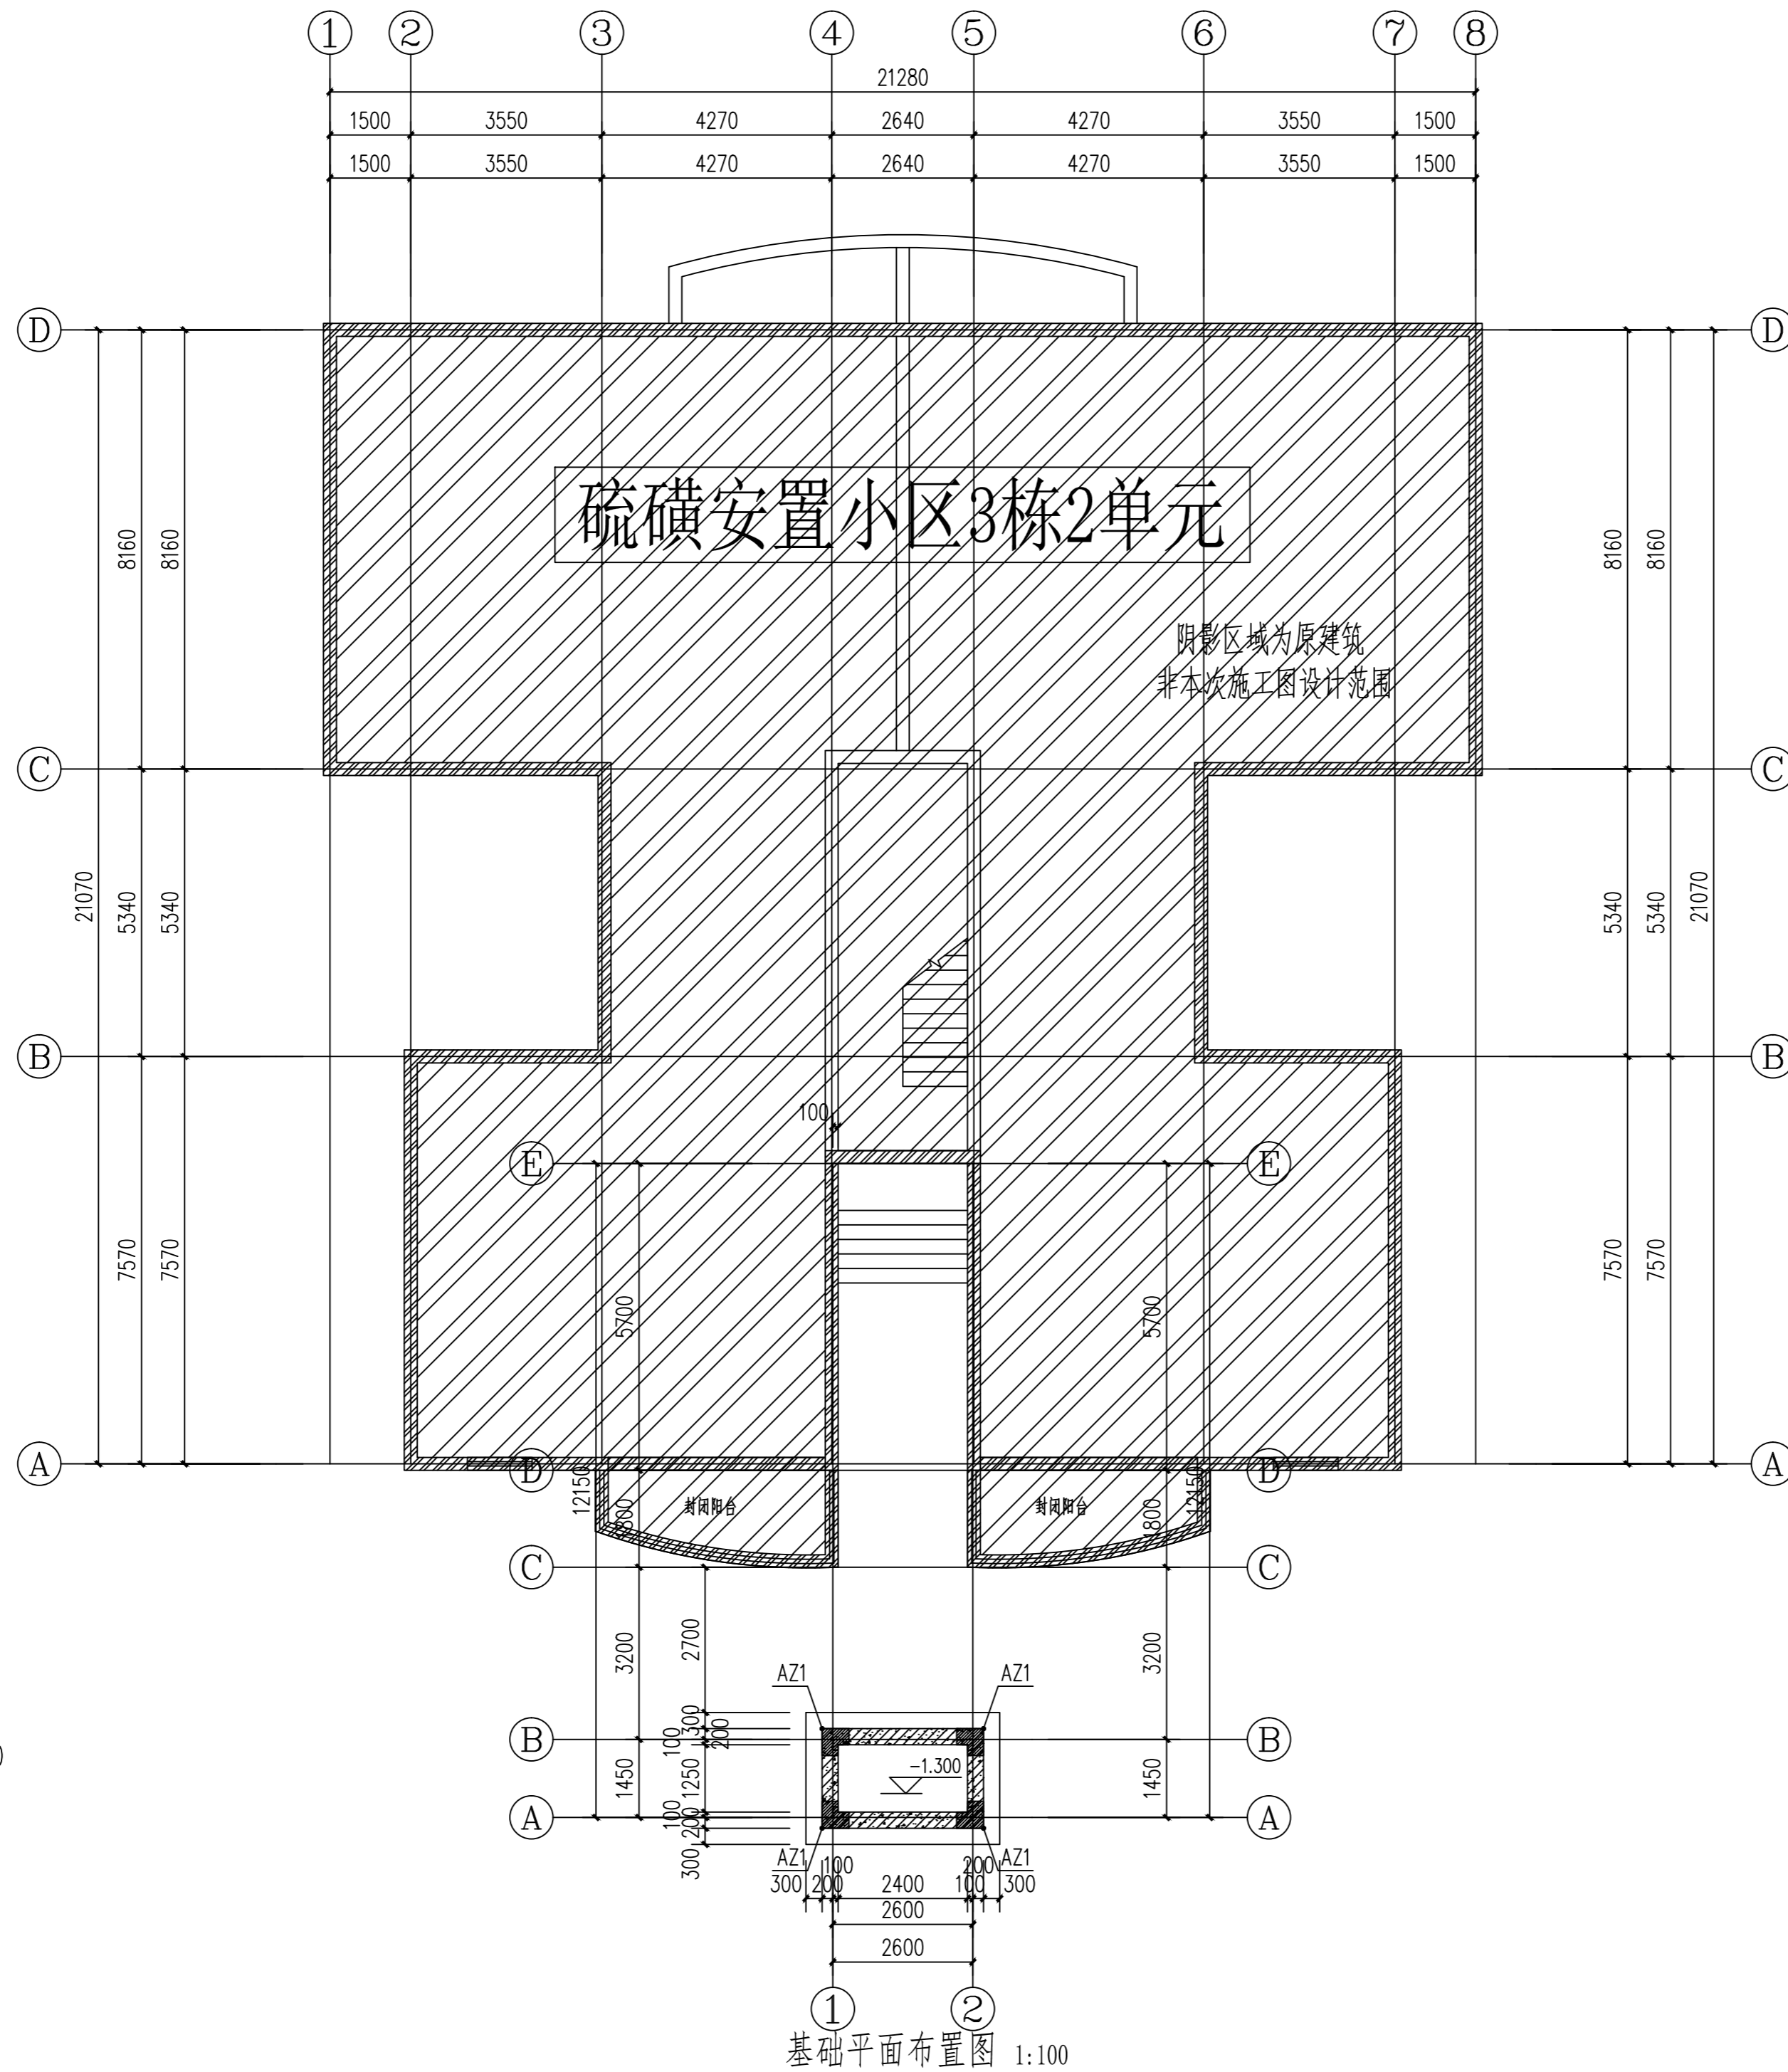 ① ② ③ ④ ⑤ ⑥ ⑦ ⑧
21280
1500 3550 4270 2640 4270 3550 1500
1500 3550 4270 2640 4270 3550 1500
D D
硫磺安置小区3栋2单元
8160 8160 8160 8160
阴影区域为原建筑
非本次施工图设计范围
C C
21070 5340 5340 5340 5340 21070
B B
100
E E
7570 7570 5700 5700 7570 7570
A D D A
12150 1800 封闭阳台 封闭阳台 1800 12150
C C
3200 2700 3200
AZ1 AZ1
300
100 200
B B
-1.300
1450 1250 1450
100
200
A A
300
AZ1 100 200 AZ1
300 200 2400 100 300
2600
2600
① ②
基础平面布置图 1:100